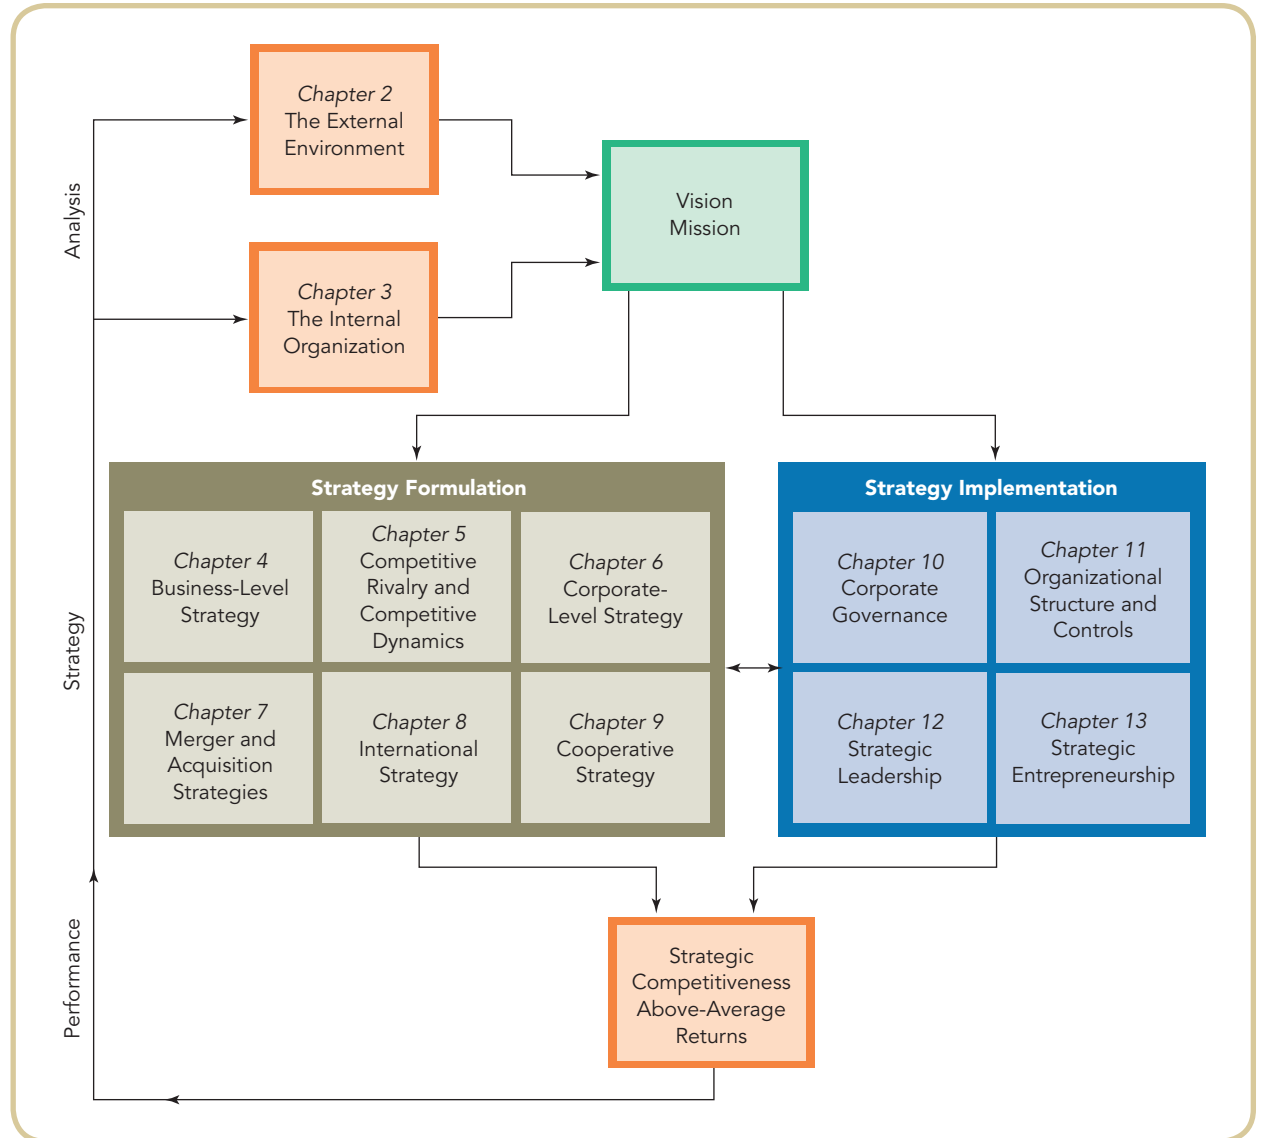 Analysis
Chapter 2
The External
Environment
Vision
Mission
Chapter 3
The Internal
Organization
Strategy
Strategy Formulation
Chapter 4
Business-Level
Strategy
Chapter 5
Competitive
Rivalry and
Competitive
Dynamics
Chapter 6
Corporate-
Level Strategy
Chapter 7
Merger and
Acquisition
Strategies
Chapter 8
International
Strategy
Chapter 9
Cooperative
Strategy
Strategy Implementation
Chapter 10
Corporate
Governance
Chapter 11
Organizational
Structure and
Controls
Chapter 12
Strategic
Leadership
Chapter 13
Strategic
Entrepreneurship
Performance
Strategic
Competitiveness
Above-Average
Returns